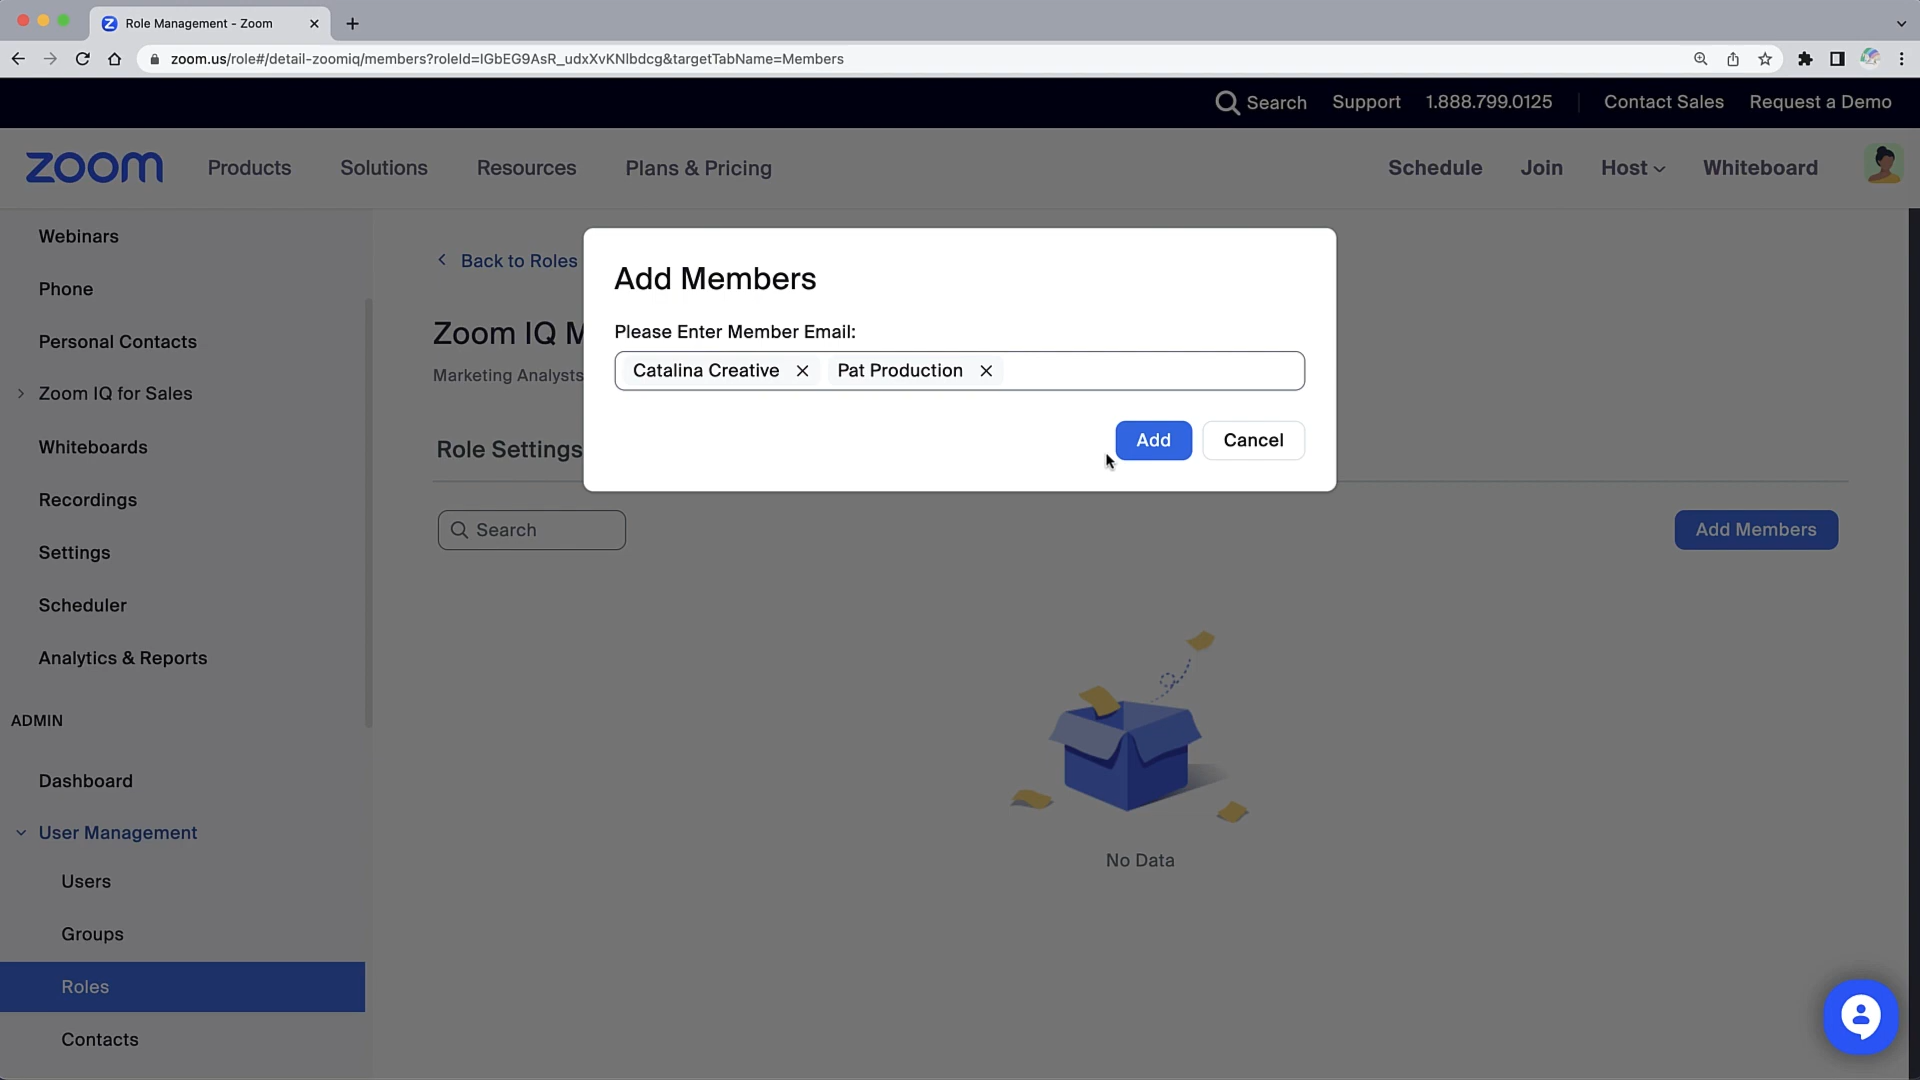 Role Management - Zoom
zoom.us/role#/detail-zoomiq/members?roleId=IGbEG9AsR_udxXvKNlbdcg&targetTabName=Members
Search Support 1.888.799.0125 Contact Sales Request a Demo
zoom Products Solutions Resources Plans & Pricing Schedule Join Host Whiteboard
Webinars
Phone
Personal Contacts
Zoom IQ for Sales
Whiteboards
Recordings
Settings
Scheduler
Analytics & Reports
ADMIN
Dashboard
User Management
Users
Groups
Roles
Contacts
Back to Roles
Zoom IQ M
Marketing Analysts
Role Settings
Search
Add Members
No Data
Add Members
Please Enter Member Email:
Catalina Creative Pat Production
Add Cancel